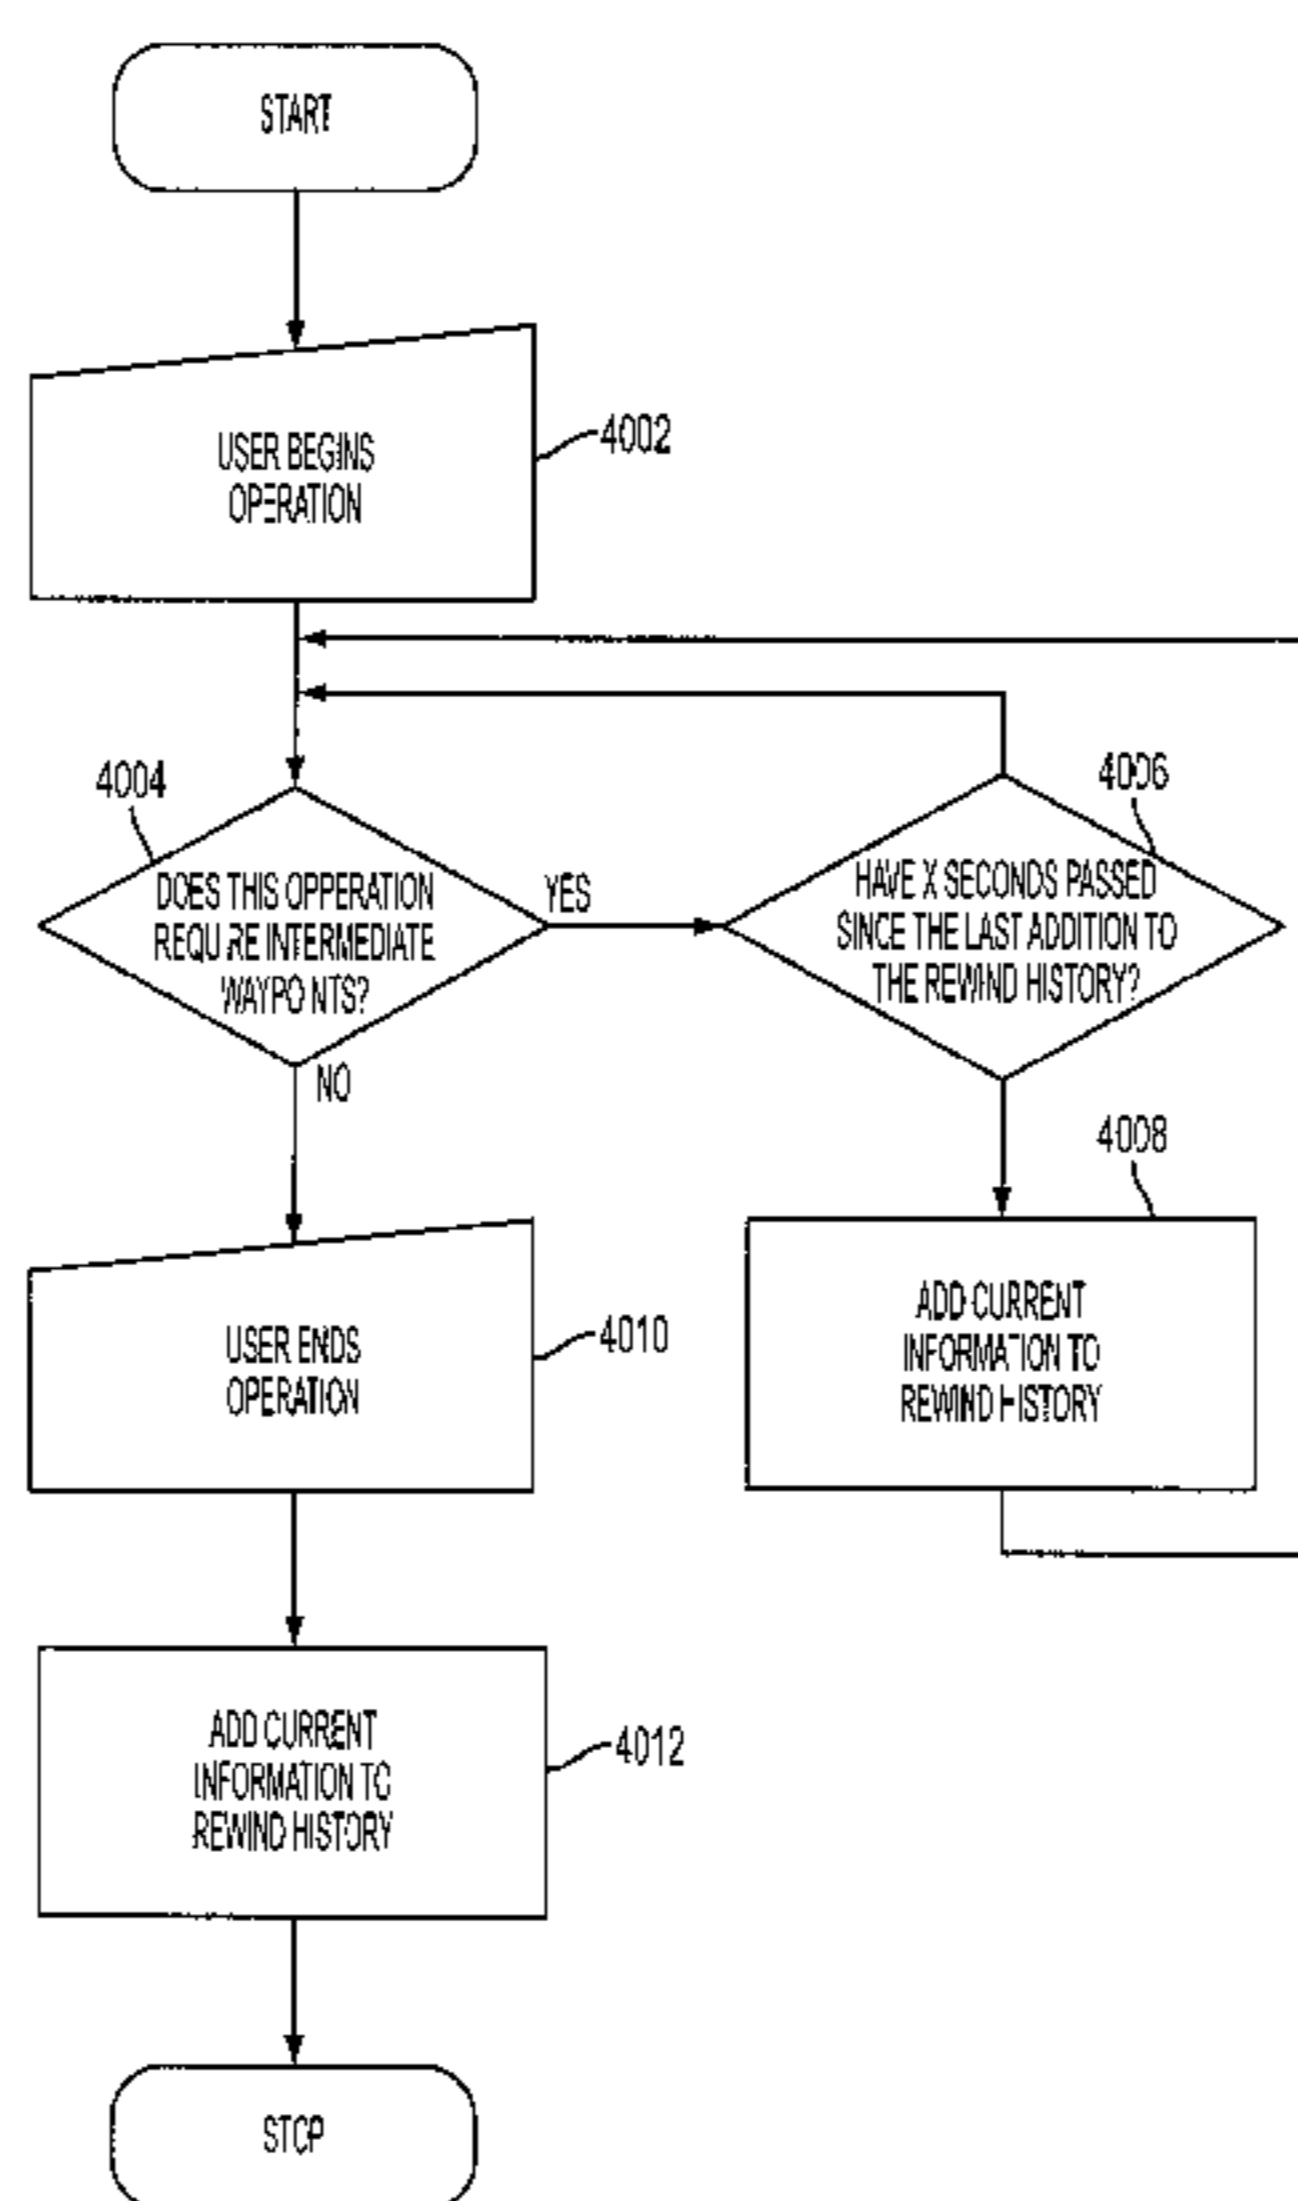 START
USER BEGINS
OPERATION
4002
4004
DOES THIS OPPERATION
REQUIRE INTERMEDIATE
WAYPOINTS?
YES
NO
4006
HAVE X SECONDS PASSED
SINCE THE LAST ADDITION TO
THE REWIND HISTORY?
4008
ADD CURRENT
INFORMATION TO
REWIND HISTORY
USER ENDS
OPERATION
4010
ADD CURRENT
INFORMATION TO
REWIND HISTORY
4012
STOP